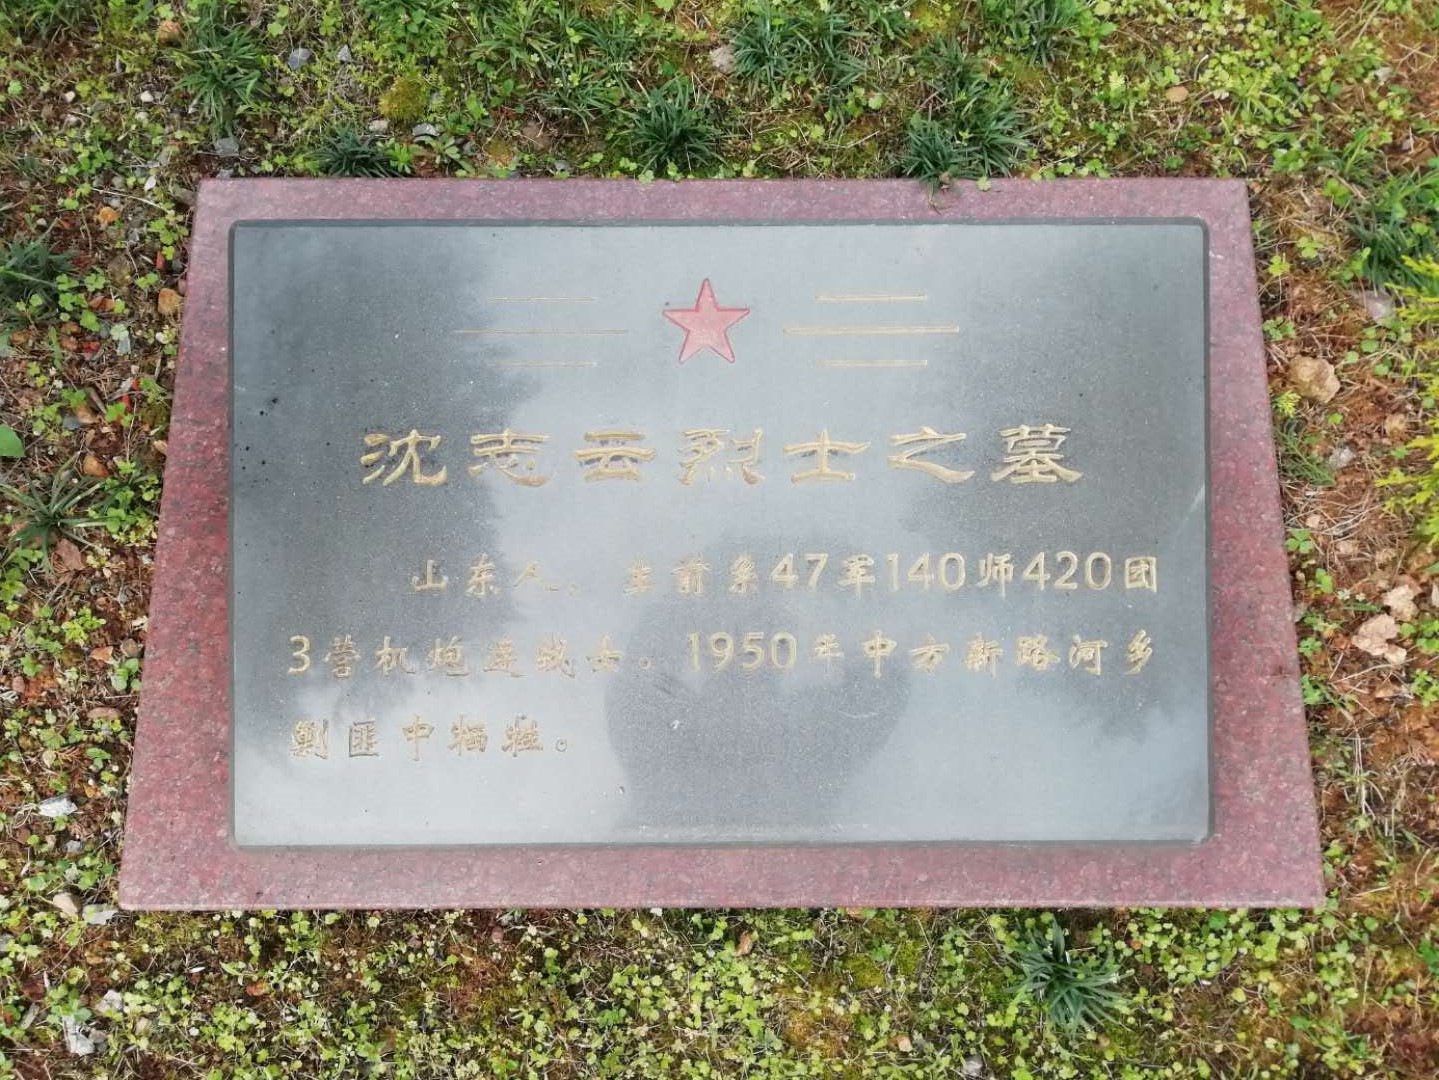 沈志云烈士之墓
山东人，生前系47军140师420团
3营机炮连战士。1950年中方新路河乡
剿匪中牺牲。